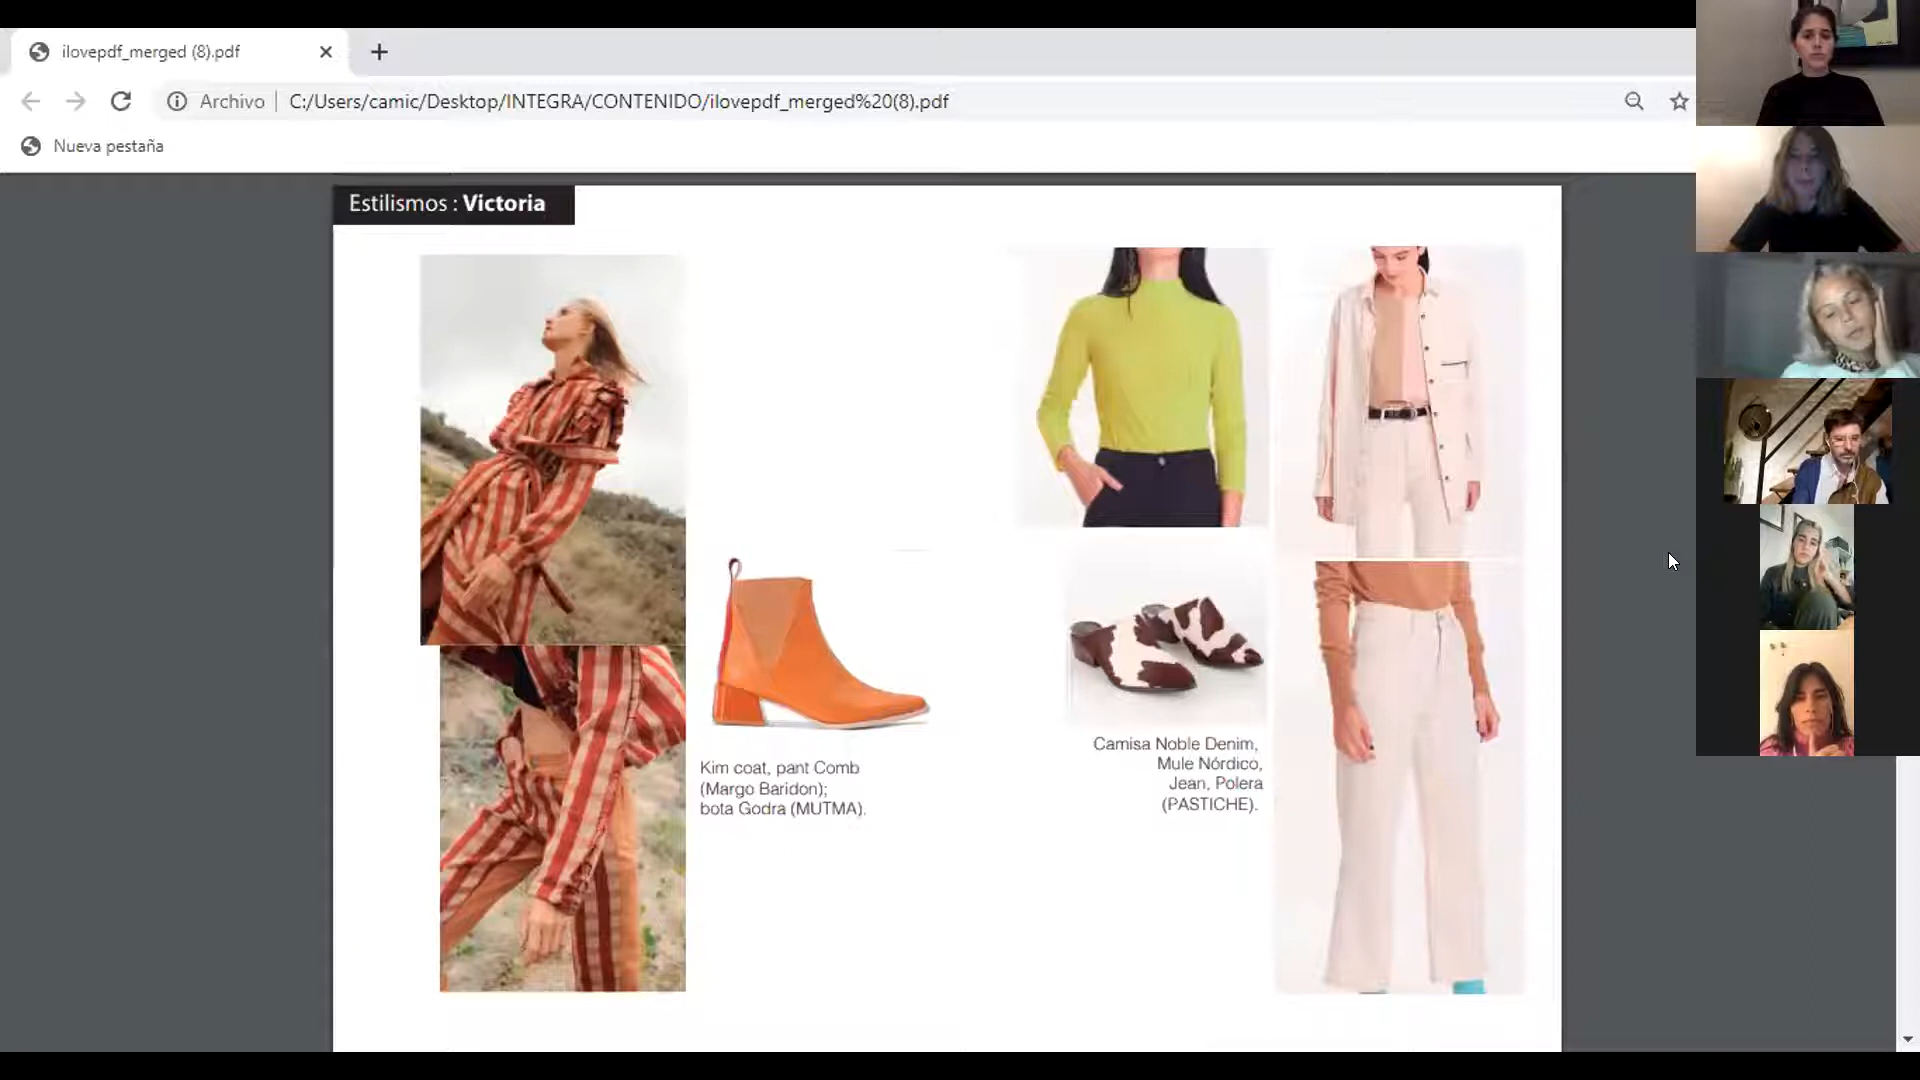 ilovepdf_merged (8).pdf
Archivo
C:/Users/camic/Desktop/INTEGRA/CONTENIDO/ilovepdf_merged%20(8).pdf
Nueva pestaña
Estilismos : Victoria
Kim coat, pant Comb
(Margo Baridon);
bota Godra (MUTMA).
Camisa Noble Denim,
Mule Nórdico,
Jean, Polera
(PASTICHE).